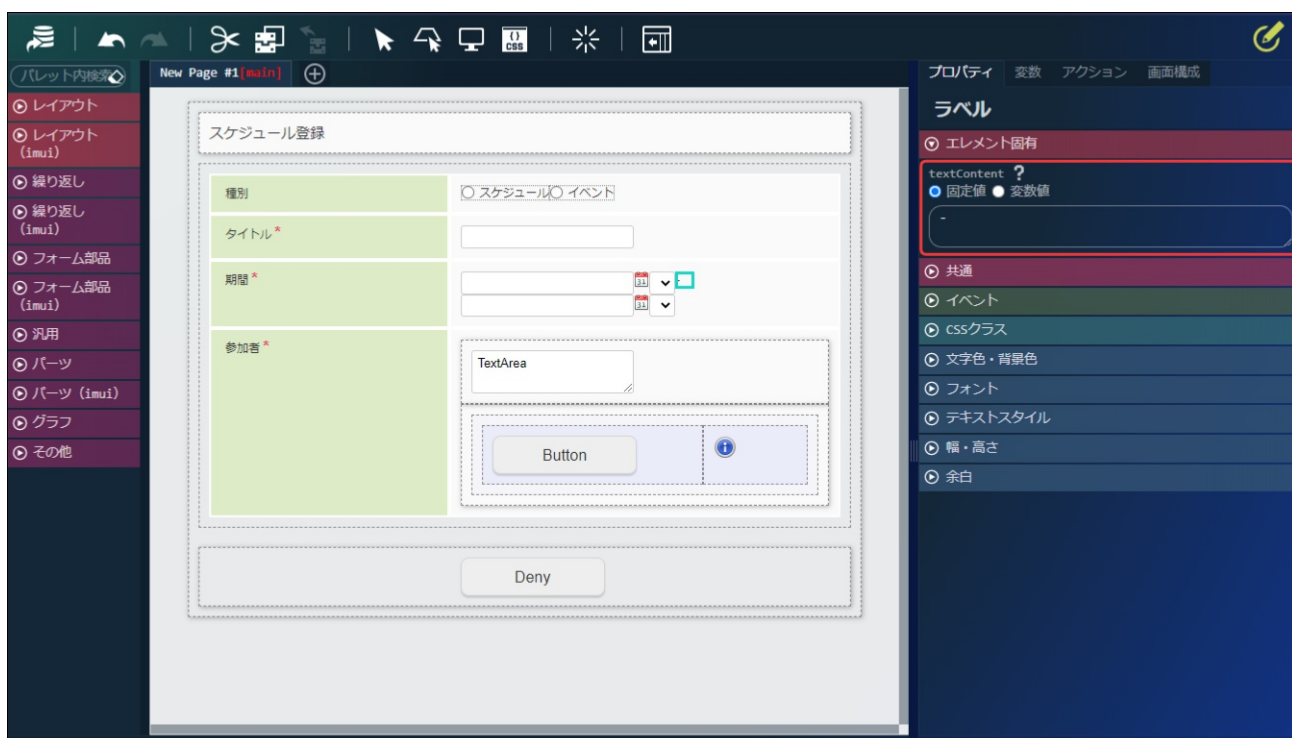 {}
CSS
パレット内検索
レイアウト
レイアウト
(imui)
繰り返し
繰り返し
(imui)
フォーム部品
フォーム部品
(imui)
汎用
パーツ
パーツ (imui)
グラフ
その他
New Page #1[main]
スケジュール登録
種別
スケジュール イベント
タイトル*
期間*
31
-
31
参加者*
TextArea
Button
i
Deny
プロパティ 変数 アクション 画面構成
ラベル
エレメント固有
textContent ?
固定値 変数値
-
共通
イベント
CSSクラス
文字色・背景色
フォント
テキストスタイル
幅・高さ
余白